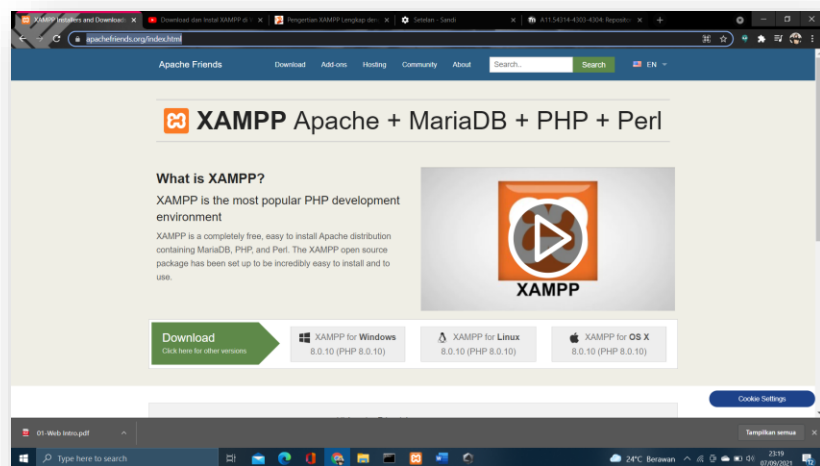 XAMPP Installers and Downloads
Download dan Instal XAMPP di
Pengertian XAMPP Lengkap den
Setelan - Sandi
A11.54314-4303-4304: Reposito
apachefriends.org/index.html
Apache Friends
Download
Add-ons
Hosting
Community
About
Search..
Search
EN
XAMPP Apache + MariaDB + PHP + Perl
What is XAMPP?
XAMPP is the most popular PHP development
environment
XAMPP is a completely free, easy to install Apache distribution
containing MariaDB, PHP, and Perl. The XAMPP open source
package has been set up to be incredibly easy to install and to
use.
XAMPP
Download
Click here for other versions
XAMPP for Windows
8.0.10 (PHP 8.0.10)
XAMPP for Linux
8.0.10 (PHP 8.0.10)
XAMPP for OS X
8.0.10 (PHP 8.0.10)
Cookie Settings
01-Web Intro.pdf
Tampilkan semua
Type here to search
24°C Berawan
23:19
07/09/2021